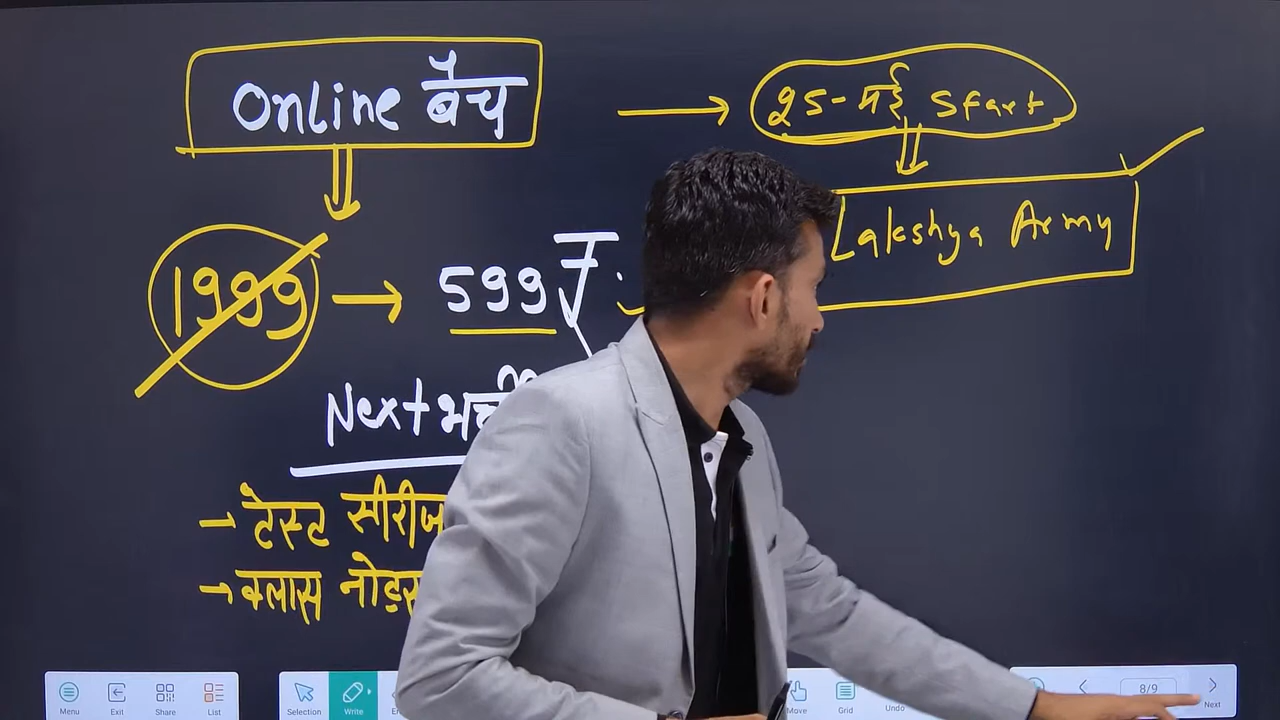 Online बैच
25-मई Start
Lakshya Army
1999 → 599 ₹
Next भर्ती
→ टेस्ट सीरीज
→ क्लास नोट्स
Menu Exit Share List Selection Write Move Grid Undo 8/9 Next